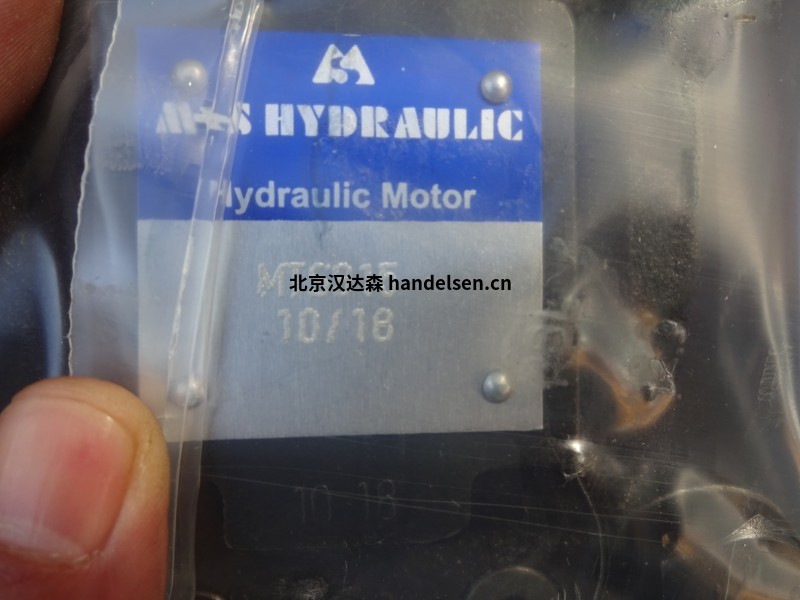 M+S HYDRAULIC
Hydraulic Motor
北京汉达森 handelsen.cn
10/18
10 18